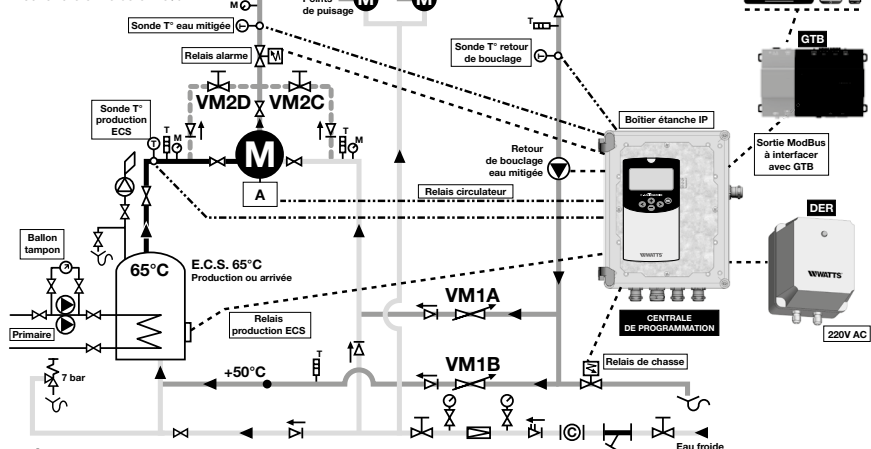 M
Points
de puisage
M
M
T
Sonde T° eau mitigée
T
Sonde T° retour
de bouclage
T
GTB
Relais alarme
VM2D
VM2C
Sonde T°
production
ECS
Boîtier étanche IP
T
T
M
M
T
M
Sortie ModBus
à interfacer
avec GTB
Retour
de bouclage
eau mitigée
A
Relais circulateur
DER
Ballon
tampon
65°C
E.C.S. 65°C
Production ou arrivée
WATTS
WATTS
VM1A
Primaire
Relais
production ECS
CENTRALE
DE PROGRAMMATION
220V AC
T
VM1B
Relais de chasse
7 bar
+50°C
C
Eau froide